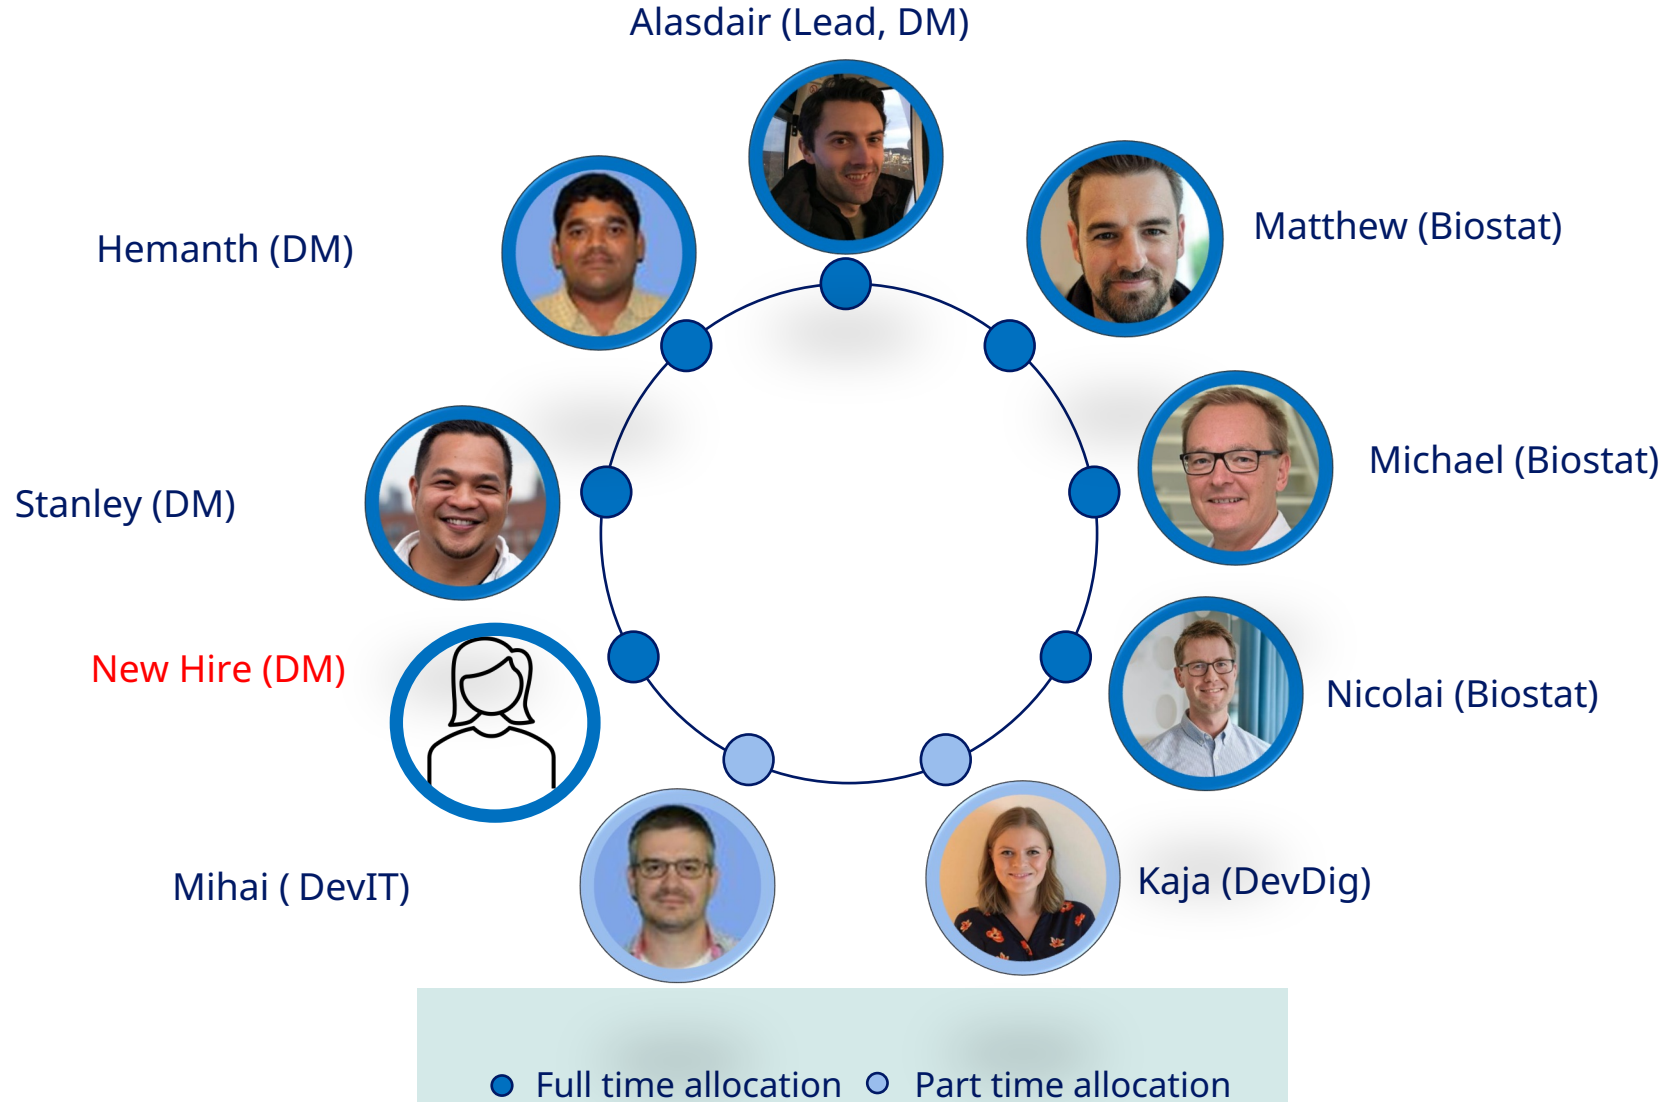 Alasdair (Lead, DM)
Hemanth (DM)
Matthew (Biostat)
Michael (Biostat)
Stanley (DM)
New Hire (DM)
Nicolai (Biostat)
Mihai ( DevIT)
Kaja (DevDig)
Full time allocation
Part time allocation